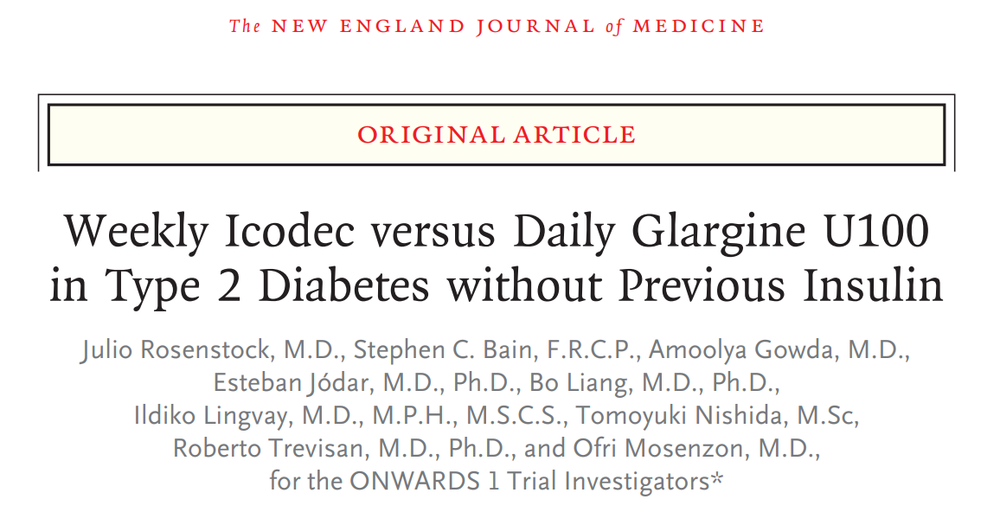 The NEW ENGLAND JOURNAL of MEDICINE
ORIGINAL ARTICLE
Weekly Icodec versus Daily Glargine U100
in Type 2 Diabetes without Previous Insulin
Julio Rosenstock, M.D., Stephen C. Bain, F.R.C.P., Amoolya Gowda, M.D.,
Esteban Jódar, M.D., Ph.D., Bo Liang, M.D., Ph.D.,
Ildiko Lingvay, M.D., M.P.H., M.S.C.S., Tomoyuki Nishida, M.Sc,
Roberto Trevisan, M.D., Ph.D., and Ofri Mosenzon, M.D.,
for the ONWARDS 1 Trial Investigators*